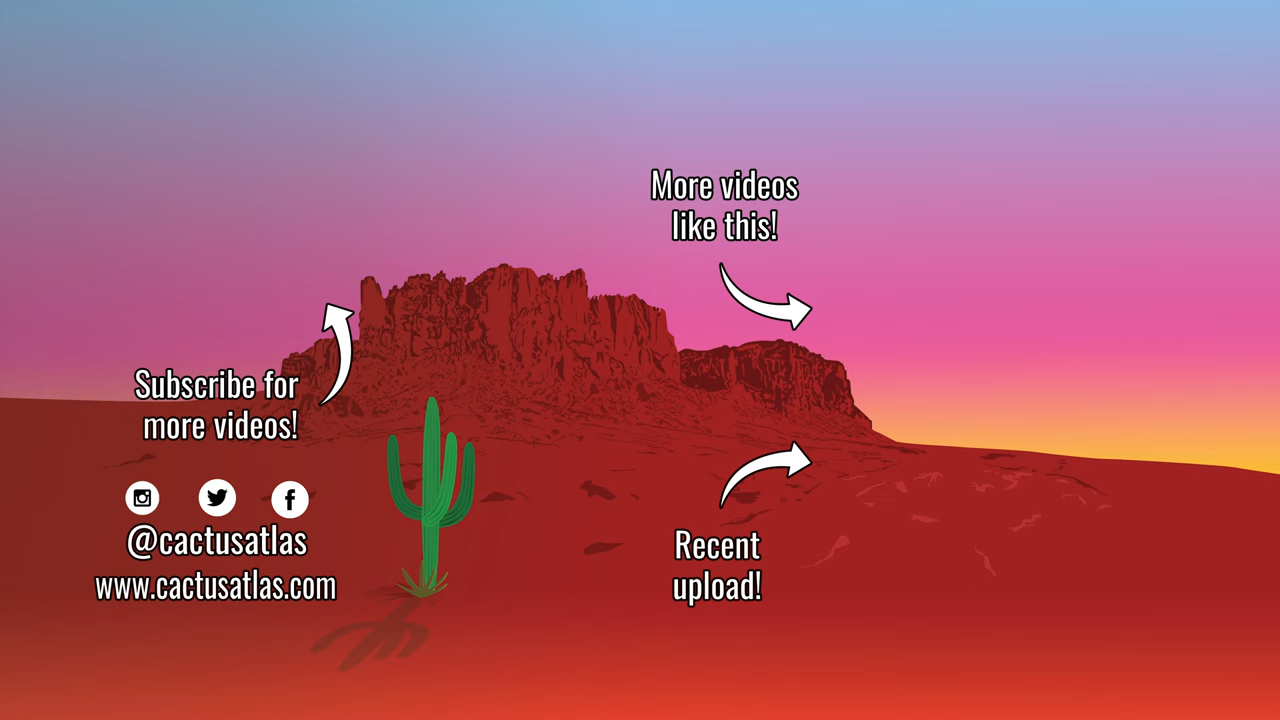 More videos
like this!
Subscribe for
more videos!
@cactusatlas
www.cactusatlas.com
Recent
upload!